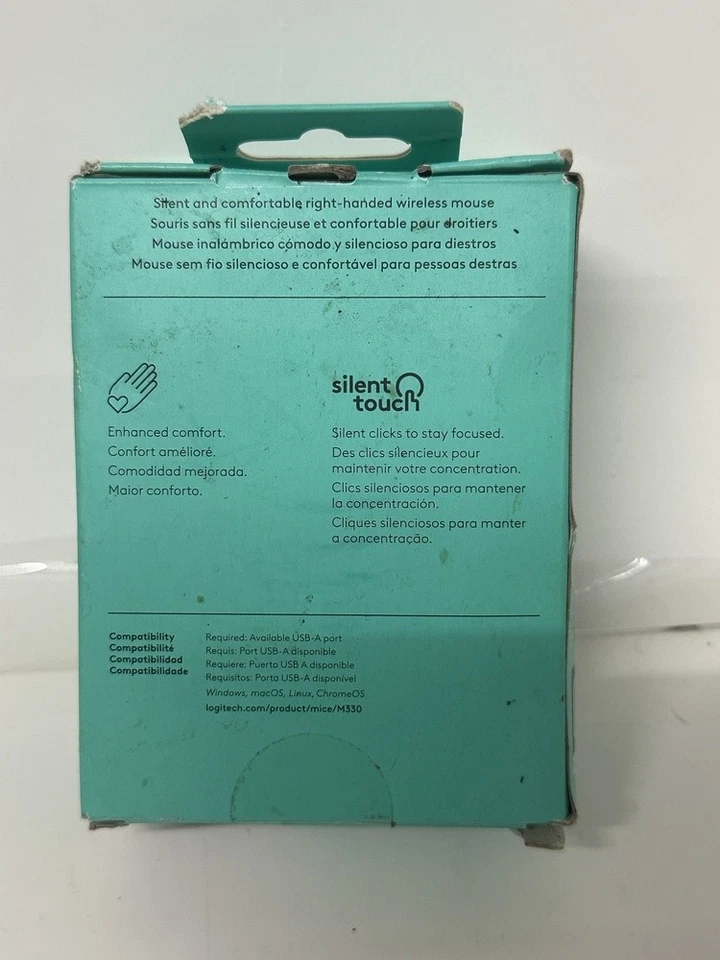 Silent and comfortable right-handed wireless mouse
Souris sans fil silencieuse et confortable pour droitiers
Mouse inalámbrico cómodo y silencioso para diestros
Mouse sem fio silencioso e confortável para pessoas destras
Enhanced comfort.
Confort amélioré.
Comodidad mejorada.
Maior conforto.
silent
touch
Silent clicks to stay focused.
Des clics silencieux pour
maintenir votre concentration.
Clics silenciosos para mantener
la concentración.
Cliques silenciosos para manter
a concentração.
Compatibility
Compatibilité
Compatibilidad
Compatibilidade
Required: Available USB-A port
Requis: Port USB-A disponible
Requiere: Puerto USB A disponible
Requisitos: Porta USB-A disponível
Windows, macOS, Linux, ChromeOS
logitech.com/product/mice/M330